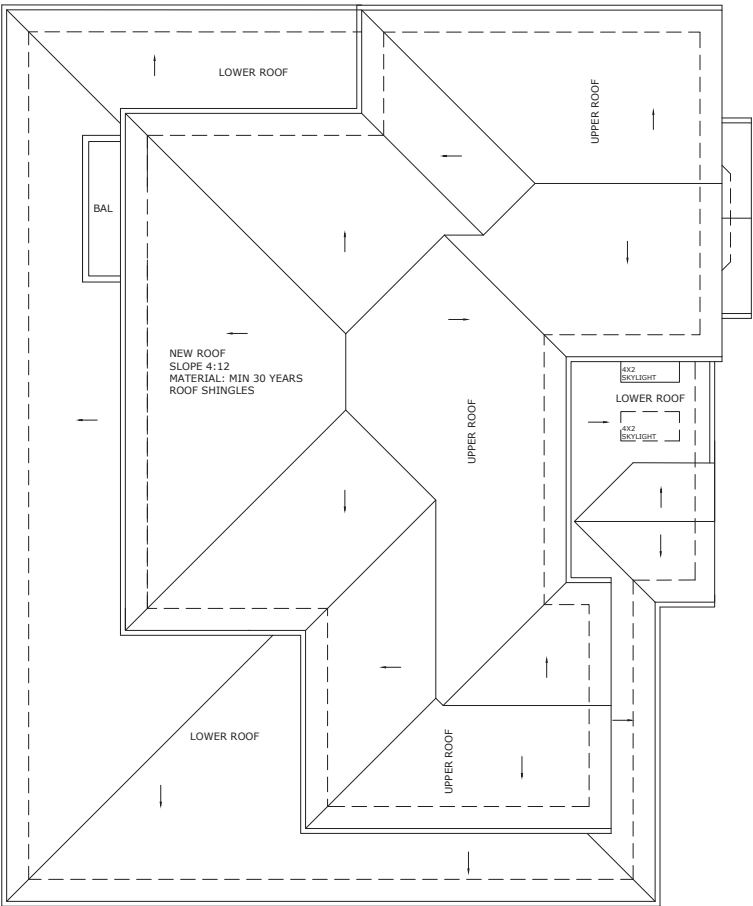 LOWER ROOF
UPPER ROOF
BAL
NEW ROOF
SLOPE 4:12
MATERIAL: MIN 30 YEARS
ROOF SHINGLES
4X2
SKYLIGHT
LOWER ROOF
4X2
SKYLIGHT
UPPER ROOF
LOWER ROOF
UPPER ROOF